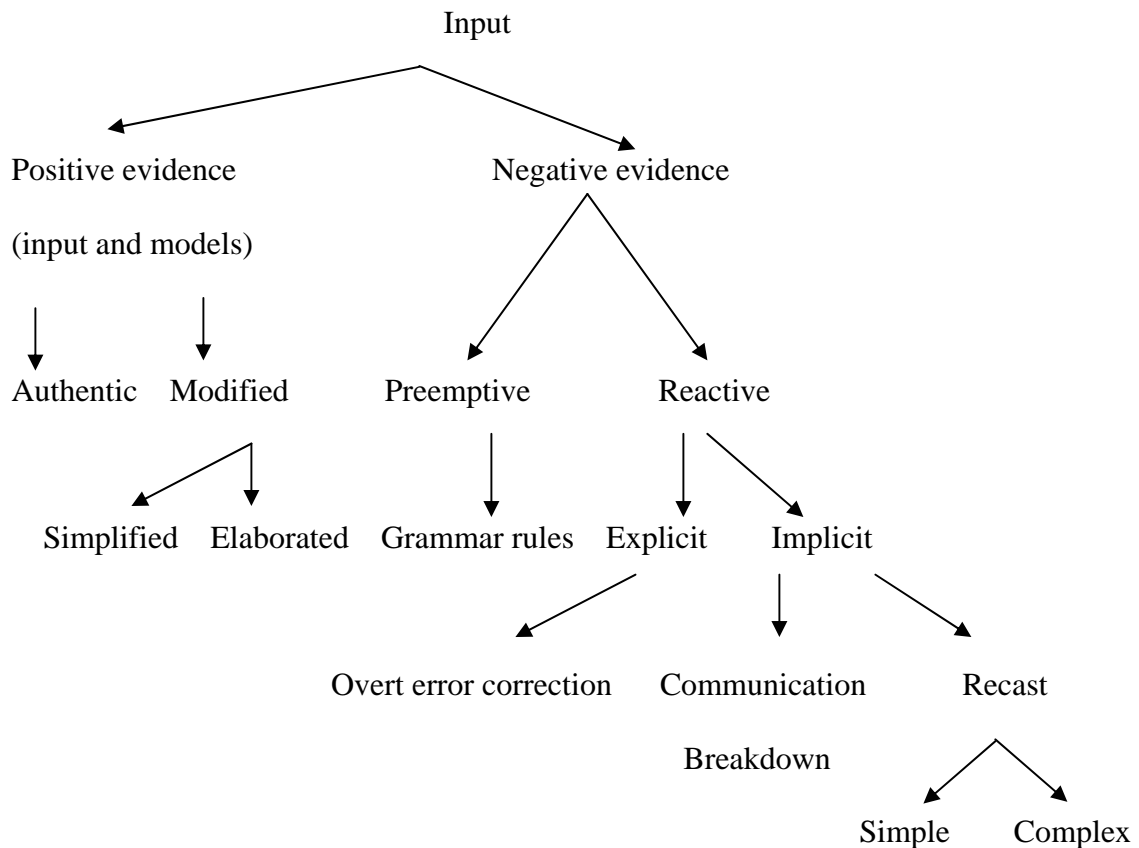 Input
Positive evidence Negative evidence
(input and models)
Authentic Modified Preemptive Reactive
Simplified Elaborated Grammar rules Explicit Implicit
Overt error correction Communication Recast
Breakdown
Simple Complex